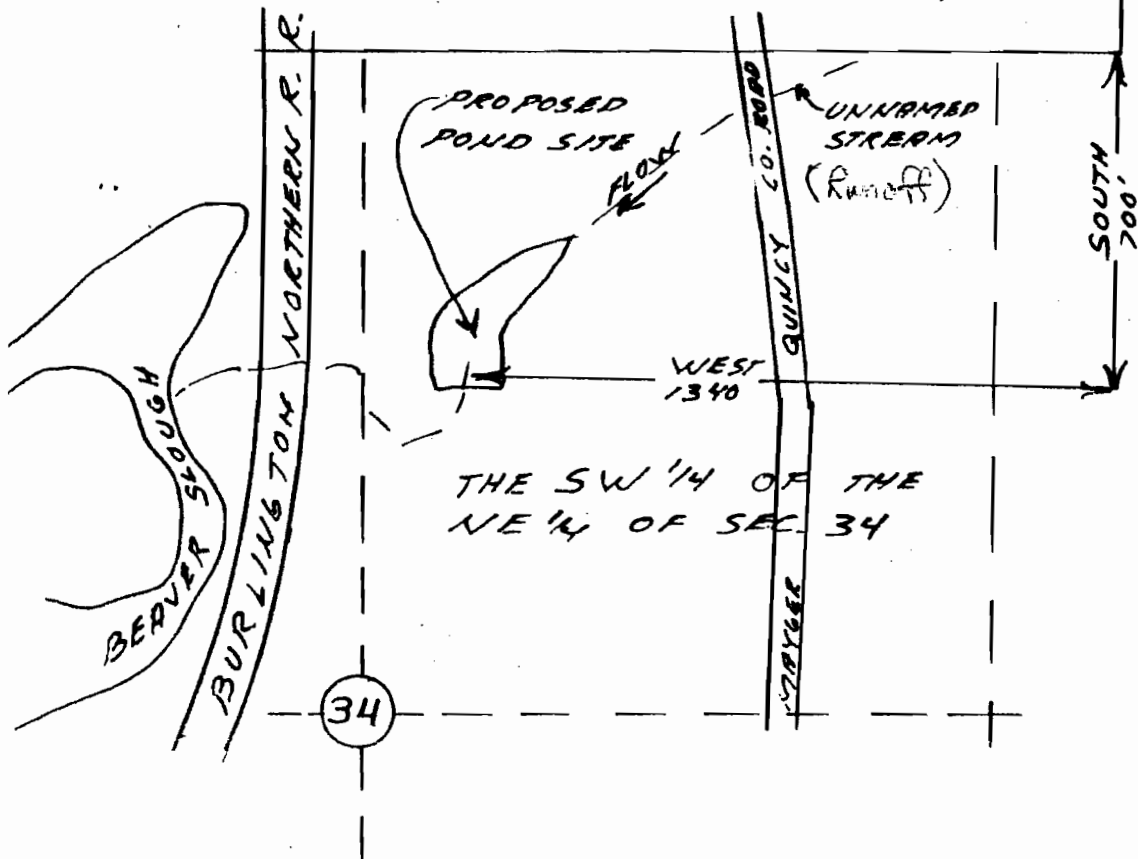 BURLINGTON NORTHERN R. R.
PROPOSED
POND SITE
FLOW
MAYGER QUINCY CO. ROAD
UNNAMED
STREAM
(Runoff)
SOUTH
700'
WEST
1340
BEAVER SLOUGH
THE SW 1/4 OF THE
NE 1/4 OF SEC. 34
34